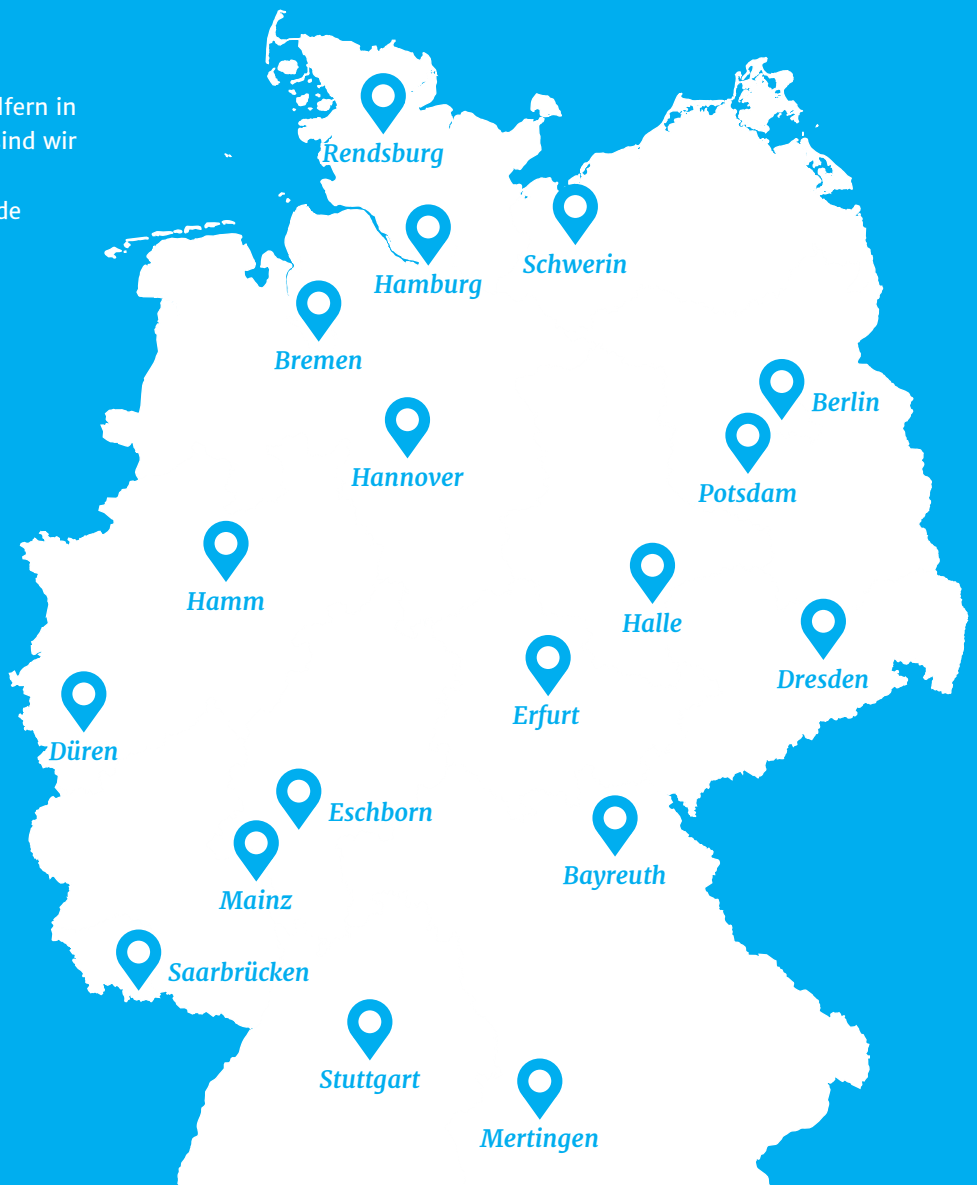 lfern in
ind wir
de
Rendsburg
Hamburg
Schwerin
Bremen
Berlin
Hannover
Potsdam
Hamm
Halle
Dresden
Erfurt
Düren
Eschborn
Bayreuth
Mainz
Saarbrücken
Stuttgart
Mertingen